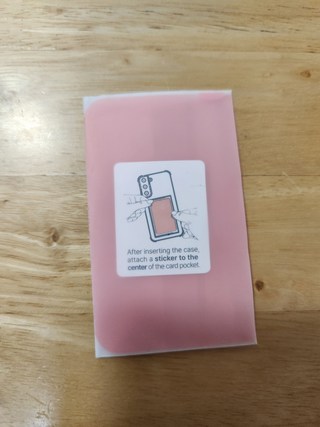 After inserting the case,
attach a sticker to the
center of the card pocket.